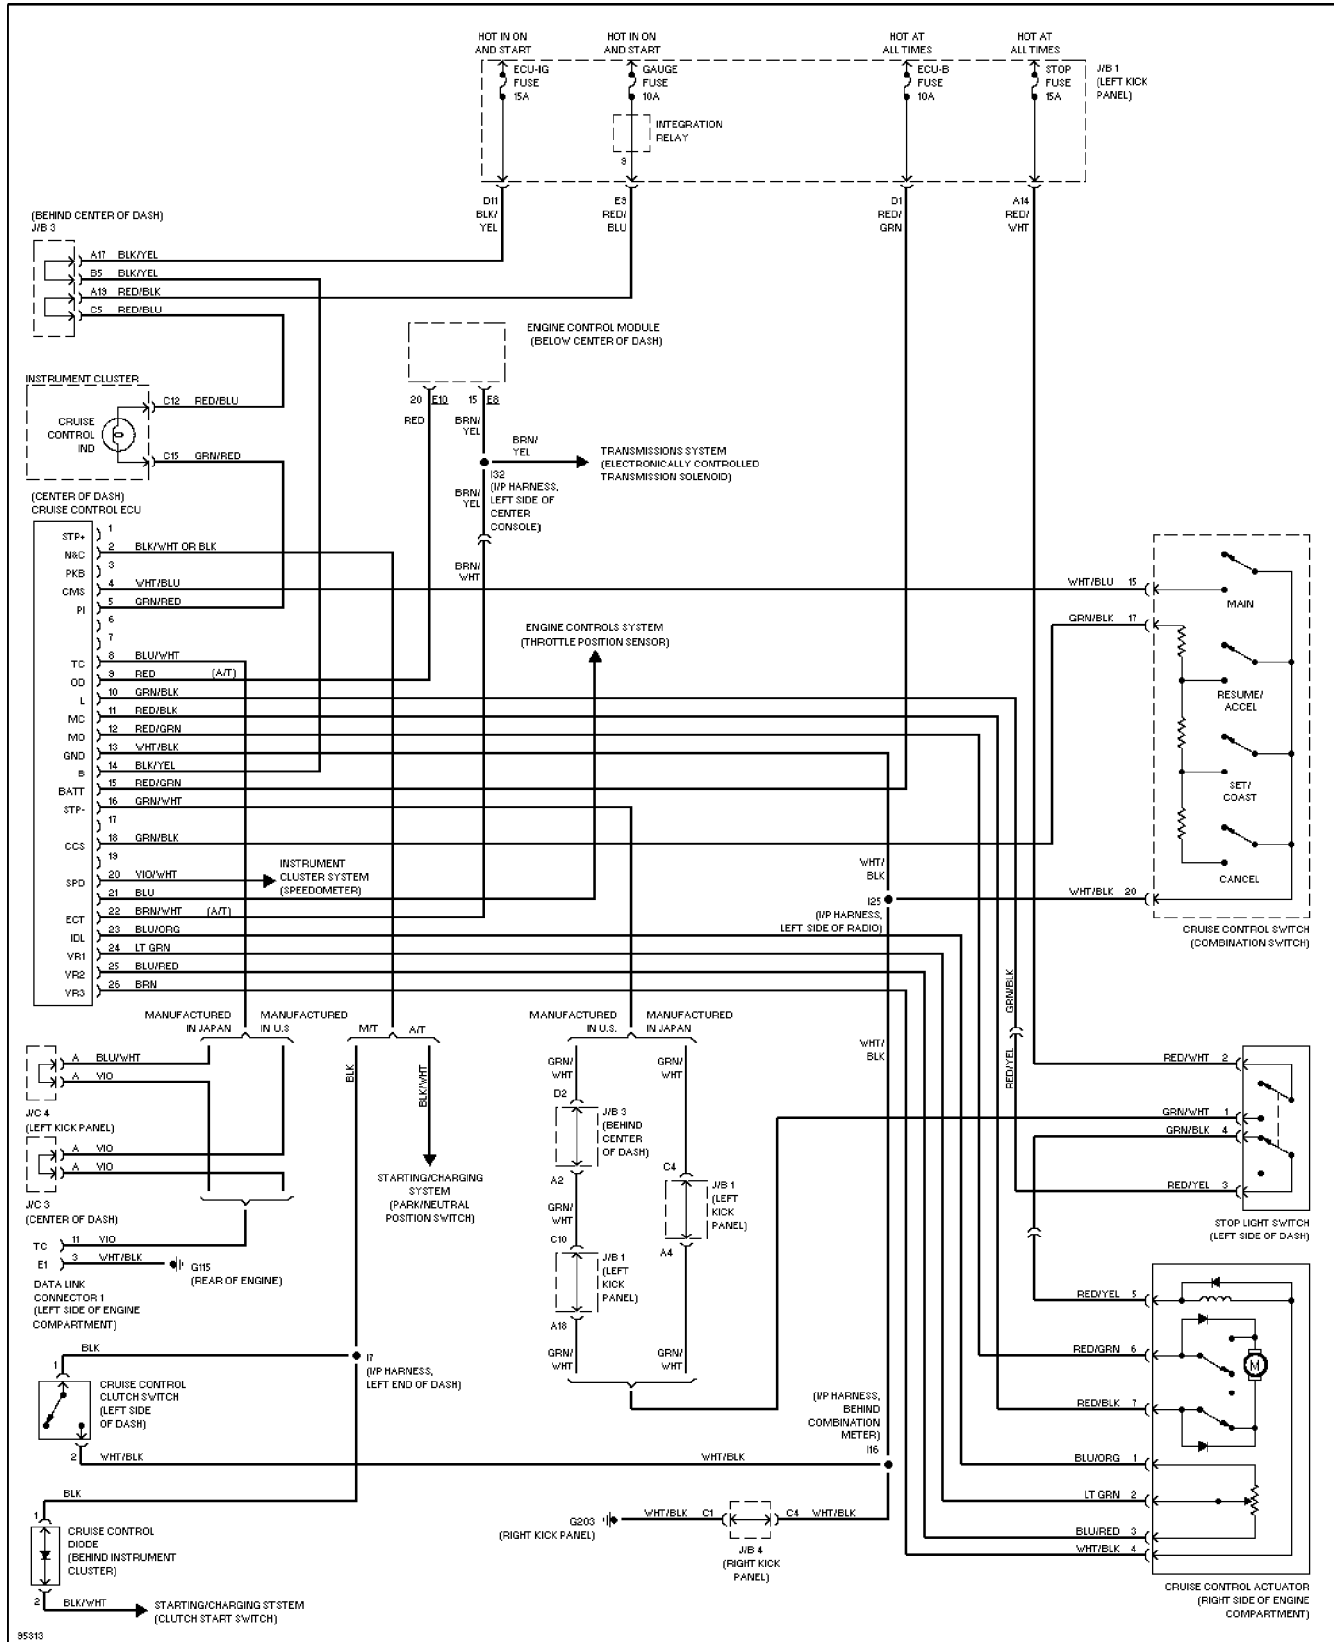 HOT IN ON
AND START
HOT IN ON
AND START
HOT AT
ALL TIMES
HOT AT
ALL TIMES
ECU-IG
FUSE
15A
GAUGE
FUSE
10A
ECU-B
FUSE
10A
STOP
FUSE
15A
J/B 1
(LEFT KICK
PANEL)
INTEGRATION
RELAY
9
D11
BLK/
YEL
E9
RED/
BLU
D1
RED/
GRN
A14
RED/
WHT
(BEHIND CENTER OF DASH)
J/B 3
A17 BLK/YEL
B5 BLK/YEL
A19 RED/BLK
C5 RED/BLU
ENGINE CONTROL MODULE
(BELOW CENTER OF DASH)
20 E10
15 E8
RED
BRN/
YEL
INSTRUMENT CLUSTER
C12 RED/BLU
CRUISE
CONTROL
IND
C15 GRN/RED
BRN/
YEL
TRANSMISSIONS SYSTEM
(ELECTRONICALLY CONTROLLED
TRANSMISSION SOLENOID)
I32
(I/P HARNESS,
LEFT SIDE OF
CENTER
CONSOLE)
BRN/
YEL
BRN/
WHT
(CENTER OF DASH)
CRUISE CONTROL ECU
STP+ 1
N&C 2 BLK/WHT OR BLK
PKB 3
CMS 4 WHT/BLU
PI 5 GRN/RED
6
7
TC 8 BLU/WHT
OD 9 RED (A/T)
L 10 GRN/BLK
MC 11 RED/BLK
MO 12 RED/GRN
GND 13 WHT/BLK
B 14 BLK/YEL
BATT 15 RED/GRN
STP- 16 GRN/WHT
17
CCS 18 GRN/BLK
19
SPD 20 VIO/WHT
21 BLU
ECT 22 BRN/WHT (A/T)
IDL 23 BLU/ORG
VR1 24 LT GRN
VR2 25 BLU/RED
VR3 26 BRN
INSTRUMENT
CLUSTER SYSTEM
(SPEEDOMETER)
ENGINE CONTROLS SYSTEM
(THROTTLE POSITION SENSOR)
WHT/BLU 15
GRN/BLK 17
WHT/BLK 20
MAIN
RESUME/
ACCEL
SET/
COAST
CANCEL
CRUISE CONTROL SWITCH
(COMBINATION SWITCH)
WHT/
BLK
I25
(I/P HARNESS,
LEFT SIDE OF RADIO)
GRN/BLK
RED/YEL
WHT/
BLK
MANUFACTURED
IN JAPAN
MANUFACTURED
IN U.S
M/T
A/T
BLK
BLK/WHT
MANUFACTURED
IN U.S.
MANUFACTURED
IN JAPAN
A BLU/WHT
A VIO
J/C 4
(LEFT KICK PANEL)
A VIO
A VIO
J/C 3
(CENTER OF DASH)
TC 11 VIO
E1 3 WHT/BLK
G115
(REAR OF ENGINE)
DATA LINK
CONNECTOR 1
(LEFT SIDE OF ENGINE
COMPARTMENT)
STARTING/CHARGING
SYSTEM
(PARK/NEUTRAL
POSITION SWITCH)
GRN/
WHT
D2
J/B 3
(BEHIND
CENTER
OF DASH)
A2
GRN/
WHT
C10
J/B 1
(LEFT
KICK
PANEL)
A18
GRN/
WHT
GRN/
WHT
C4
J/B 1
(LEFT
KICK
PANEL)
A4
GRN/
WHT
RED/WHT 2
GRN/WHT 1
GRN/BLK 4
RED/YEL 3
STOP LIGHT SWITCH
(LEFT SIDE OF DASH)
RED/YEL 5
RED/GRN 6
M
RED/BLK 7
BLU/ORG 1
LT GRN 2
BLU/RED 3
WHT/BLK 4
CRUISE CONTROL ACTUATOR
(RIGHT SIDE OF ENGINE
COMPARTMENT)
BLK
I7
(I/P HARNESS,
LEFT END OF DASH)
1
CRUISE CONTROL
CLUTCH SWITCH
(LEFT SIDE
OF DASH)
2 WHT/BLK
WHT/BLK
(I/P HARNESS,
BEHIND
COMBINATION
METER)
I16
BLK
1
CRUISE CONTROL
DIODE
(BEHIND INSTRUMENT
CLUSTER)
2 BLK/WHT
STARTING/CHARGING STSTEM
(CLUTCH START SWITCH)
G203
(RIGHT KICK PANEL)
WHT/BLK C1
C4 WHT/BLK
J/B 4
(RIGHT KICK
PANEL)
95313